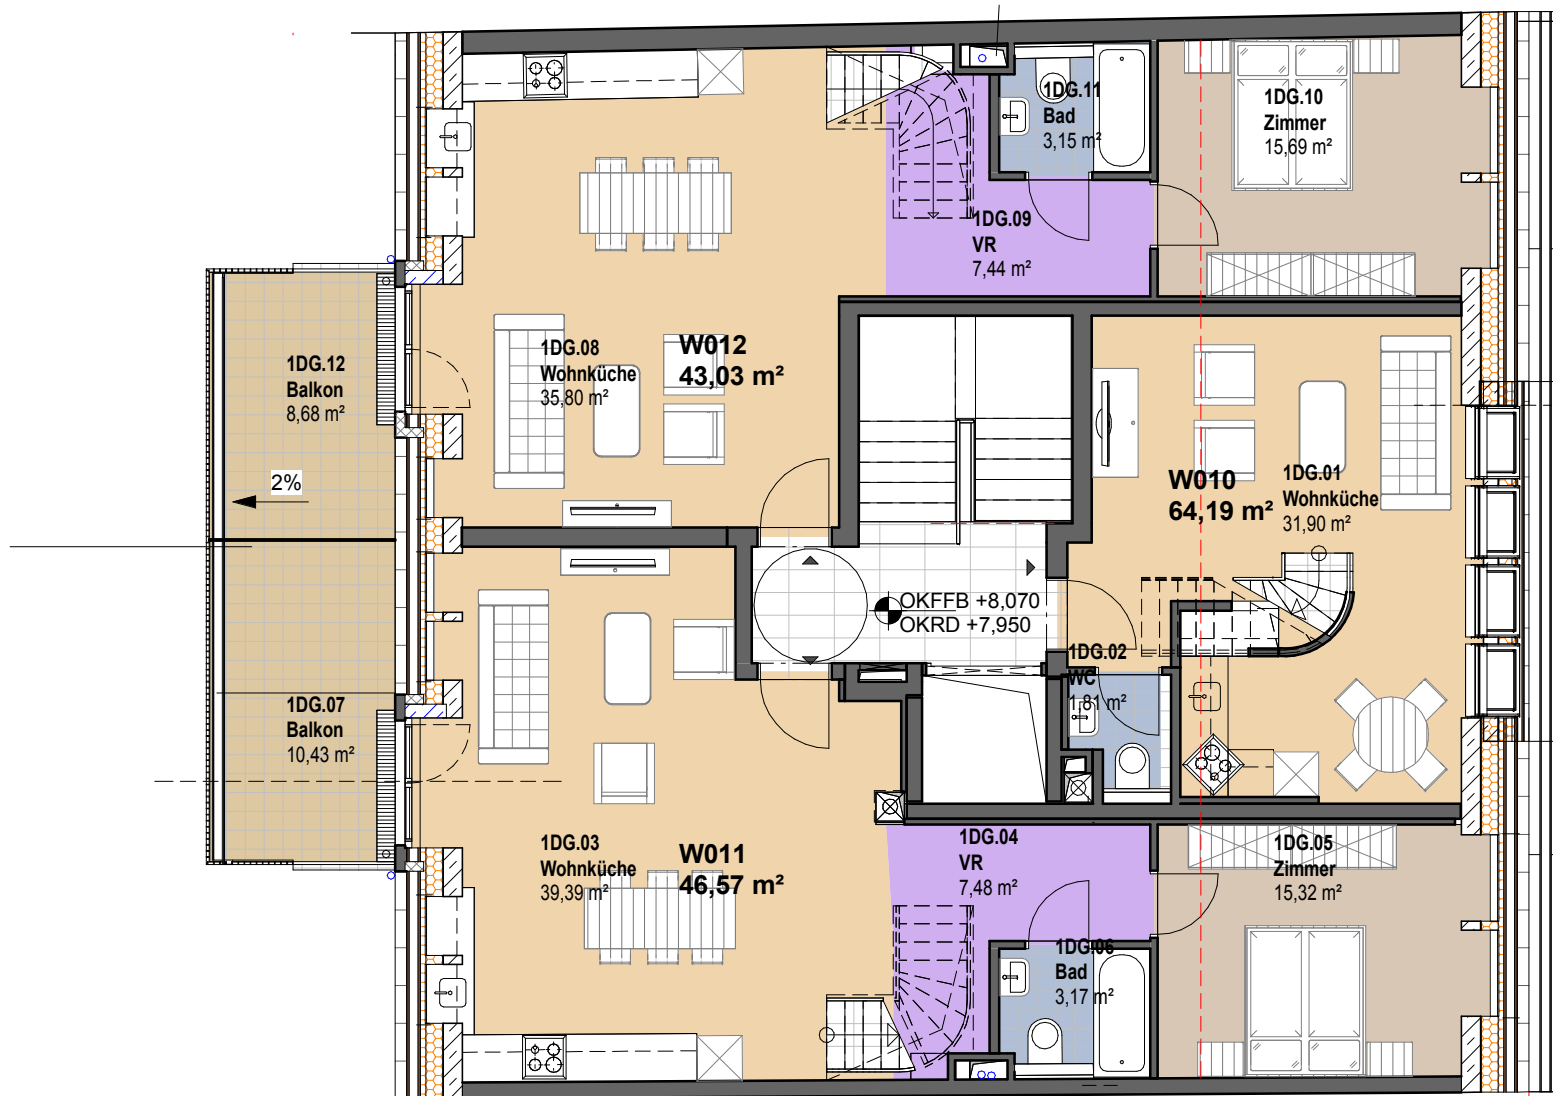 1DG.11
Bad
3,15 m²
1DG.10
Zimmer
15,69 m²
1DG.09
VR
7,44 m²
1DG.12
Balkon
8,68 m²
1DG.08
Wohnküche
35,80 m²
W012
43,03 m²
2%
W010
64,19 m²
1DG.01
Wohnküche
31,90 m²
OKFFB +8,070
OKRD +7,950
1DG.02
WC
1,81 m²
1DG.07
Balkon
10,43 m²
1DG.03
Wohnküche
39,39 m²
W011
46,57 m²
1DG.04
VR
7,48 m²
1DG.05
Zimmer
15,32 m²
1DG.06
Bad
3,17 m²